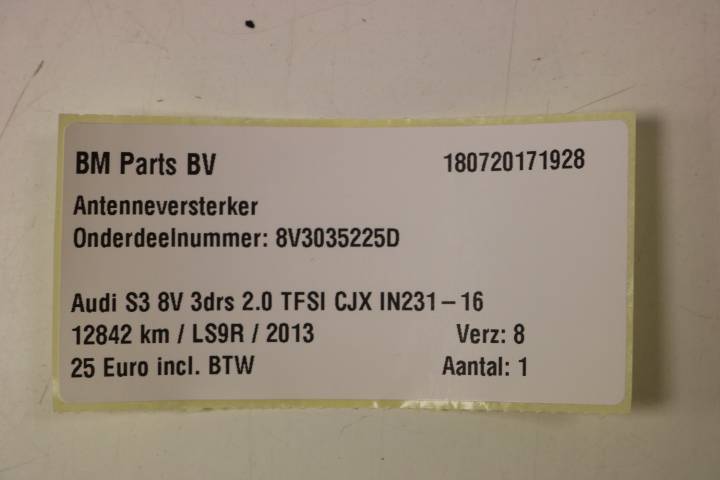 BM Parts BV 180720171928
Antenneversterker
Onderdeelnummer: 8V3035225D
Audi S3 8V 3drs 2.0 TFSI CJX IN231 – 16
12842 km / LS9R / 2013 Verz: 8
25 Euro incl. BTW Aantal: 1